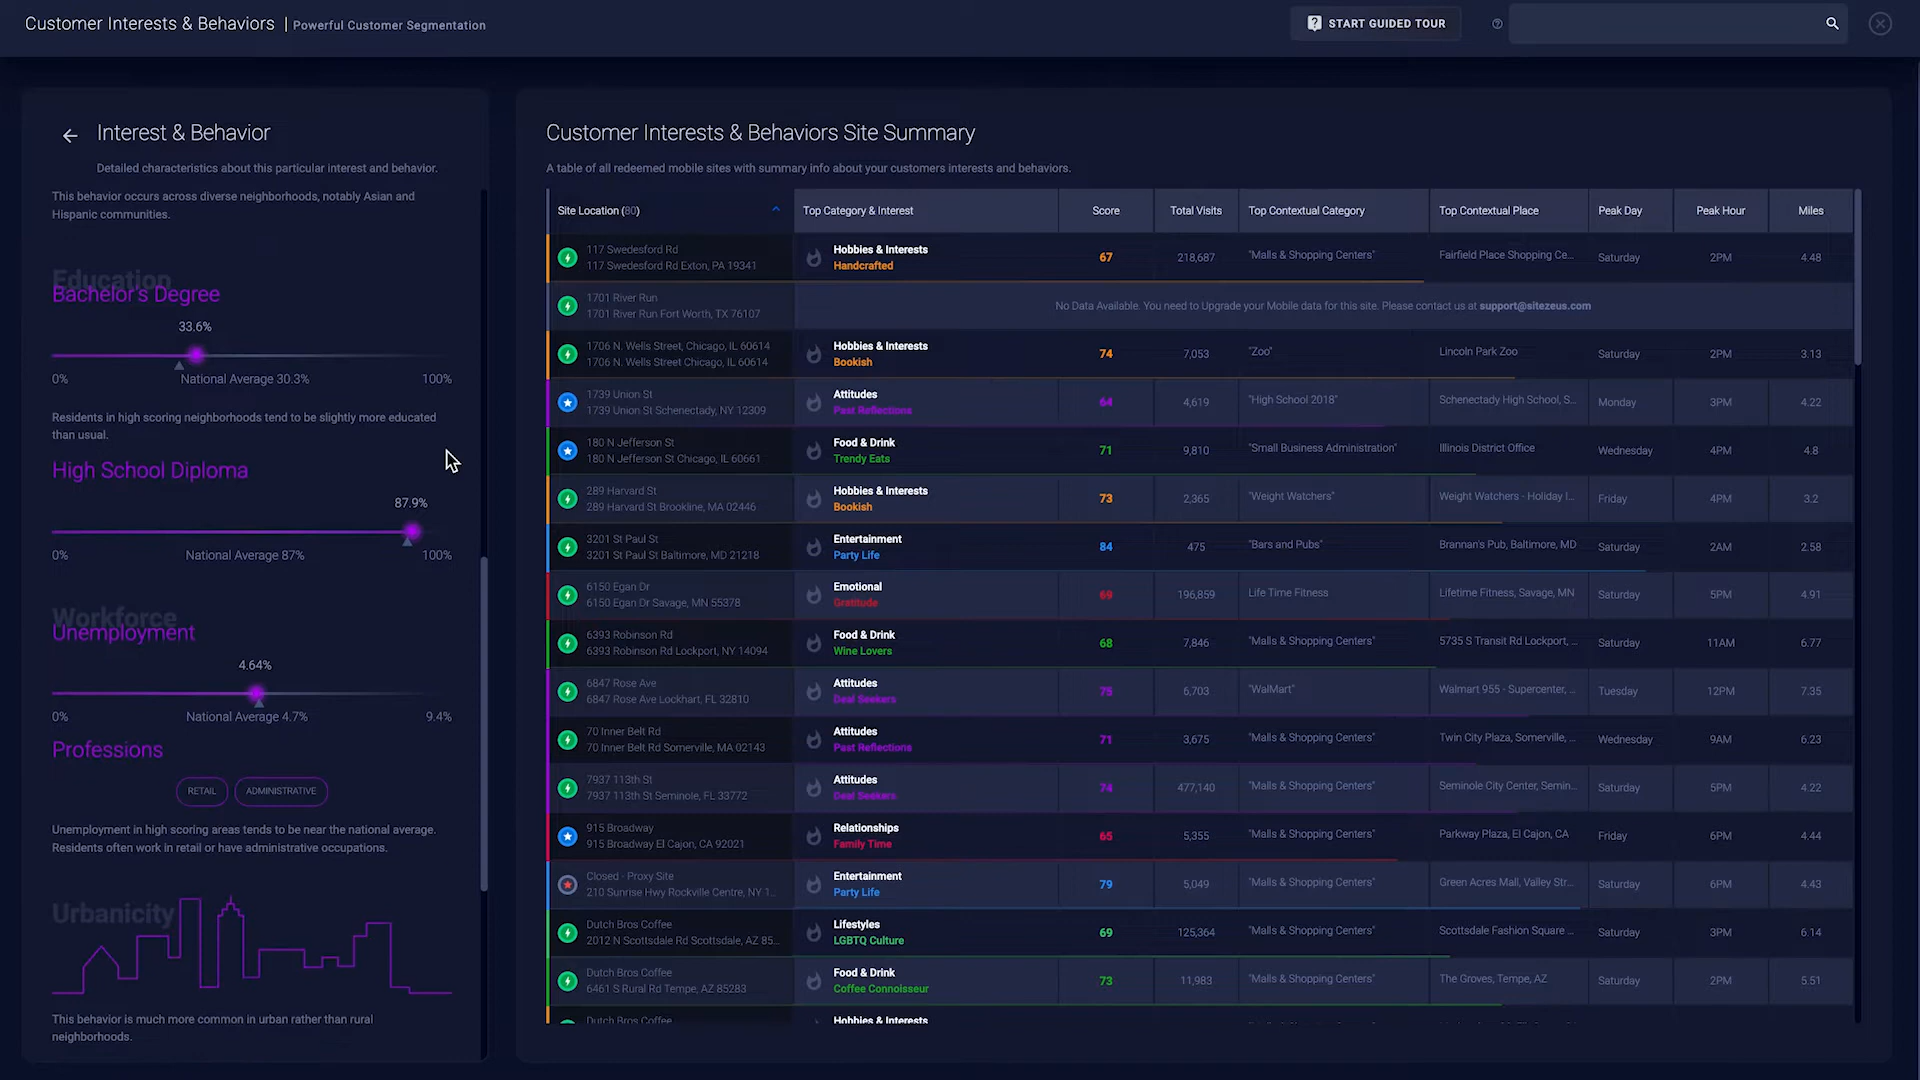 Customer Interests & Behaviors | Powerful Customer Segmentation
START GUIDED TOUR
Interest & Behavior
Detailed characteristics about this particular interest and behavior.
This behavior occurs across diverse neighborhoods, notably Asian and
Hispanic communities.
Education
Bachelor's Degree
33.6%
0% National Average 30.3% 100%
Residents in high scoring neighborhoods tend to be slightly more educated
than usual.
High School Diploma
87.9%
0% National Average 87% 100%
Workforce
Unemployment
4.64%
0% National Average 4.7% 9.4%
Professions
RETAIL ADMINISTRATIVE
Unemployment in high scoring areas tends to be near the national average.
Residents often work in retail or have administrative occupations.
Urbanicity
This behavior is much more common in urban rather than rural
neighborhoods.
Customer Interests & Behaviors Site Summary
A table of all redeemed mobile sites with summary info about your customers interests and behaviors.
Site Location (80) Top Category & Interest Score Total Visits Top Contextual Category Top Contextual Place Peak Day Peak Hour Miles
117 Swedesford Rd Hobbies & Interests
117 Swedesford Rd Exton, PA 19341 Handcrafted 67 218,687 "Malls & Shopping Centers" Fairfield Place Shopping Ce... Saturday 2PM 4.48
1701 River Run
1701 River Run Fort Worth, TX 76107 No Data Available. You need to Upgrade your Mobile data for this site. Please contact us at support@sitezeus.com
1706 N. Wells Street, Chicago, IL 60614 Hobbies & Interests
1706 N. Wells Street Chicago, IL 60614 Bookish 74 7,053 "Zoo" Lincoln Park Zoo Saturday 2PM 3.13
1739 Union St Attitudes
1739 Union St Schenectady, NY 12309 Past Reflections 64 4,619 "High School 2018" Schenectady High School, S... Monday 3PM 4.22
180 N Jefferson St Food & Drink
180 N Jefferson St Chicago, IL 60661 Trendy Eats 71 9,810 "Small Business Administration" Illinois District Office Wednesday 4PM 4.8
289 Harvard St Hobbies & Interests
289 Harvard St Brookline, MA 02446 Bookish 73 2,365 "Weight Watchers" Weight Watchers - Holiday I... Friday 4PM 3.2
3201 St Paul St Entertainment
3201 St Paul St Baltimore, MD 21218 Party Life 84 475 "Bars and Pubs" Brannan's Pub, Baltimore, MD Saturday 2AM 2.58
6150 Egan Dr Emotional
6150 Egan Dr Savage, MN 55378 Gratitude 69 196,859 Life Time Fitness Lifetime Fitness, Savage, MN Saturday 5PM 4.91
6393 Robinson Rd Food & Drink
6393 Robinson Rd Lockport, NY 14094 Wine Lovers 68 7,846 "Malls & Shopping Centers" 5735 S Transit Rd Lockport, ... Saturday 11AM 6.77
6847 Rose Ave Attitudes
6847 Rose Ave Lockhart, FL 32810 Deal Seekers 75 6,703 "WalMart" Walmart 955 - Supercenter, ... Tuesday 12PM 7.35
70 Inner Belt Rd Attitudes
70 Inner Belt Rd Somerville, MA 02143 Past Reflections 71 3,675 "Malls & Shopping Centers" Twin City Plaza, Somerville, ... Wednesday 9AM 6.23
7937 113th St Attitudes
7937 113th St Seminole, FL 33772 Deal Seekers 74 477,140 "Malls & Shopping Centers" Seminole City Center, Semin... Saturday 5PM 4.22
915 Broadway Relationships
915 Broadway El Cajon, CA 92021 Family Time 65 5,355 "Malls & Shopping Centers" Parkway Plaza, El Cajon, CA Friday 6PM 4.44
Closed - Proxy Site Entertainment
210 Sunrise Hwy Rockville Centre, NY 1... Party Life 79 5,049 "Malls & Shopping Centers" Green Acres Mall, Valley Str... Saturday 6PM 4.43
Dutch Bros Coffee Lifestyles
2012 N Scottsdale Rd Scottsdale, AZ 85... LGBTQ Culture 69 125,364 "Malls & Shopping Centers" Scottsdale Fashion Square ... Saturday 3PM 6.14
Dutch Bros Coffee Food & Drink
6461 S Rural Rd Tempe, AZ 85283 Coffee Connoisseur 73 11,983 "Malls & Shopping Centers" The Groves, Tempe, AZ Saturday 2PM 5.51
Dutch Bros Coffee Hobbies & Interests